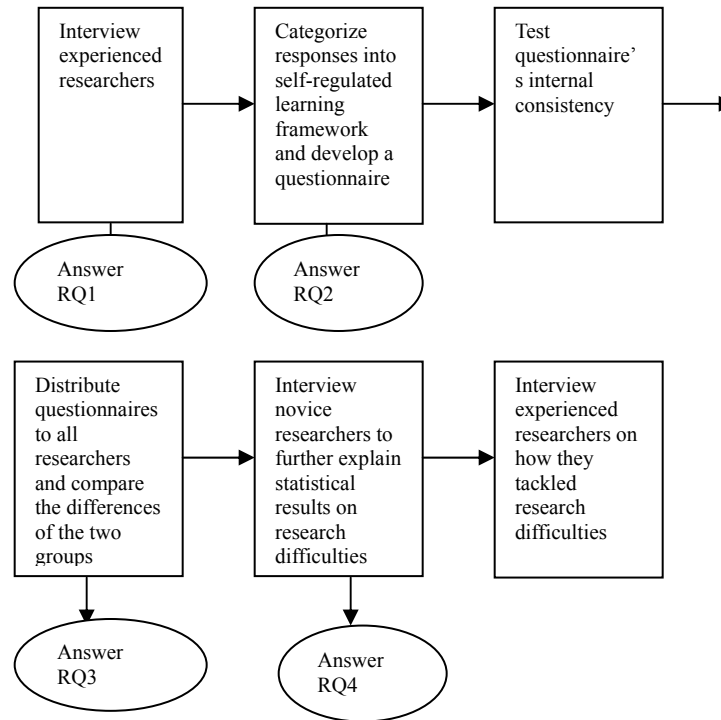 Interview
experienced
researchers
Categorize
responses into
self-regulated
learning
framework
and develop a
questionnaire
Test
questionnaire’
s internal
consistency
Answer
RQ1
Answer
RQ2
Distribute
questionnaires
to all
researchers
and compare
the differences
of the two
groups
Interview
novice
researchers to
further explain
statistical
results on
research
difficulties
Interview
experienced
researchers on
how they
tackled
research
difficulties
Answer
RQ3
Answer
RQ4